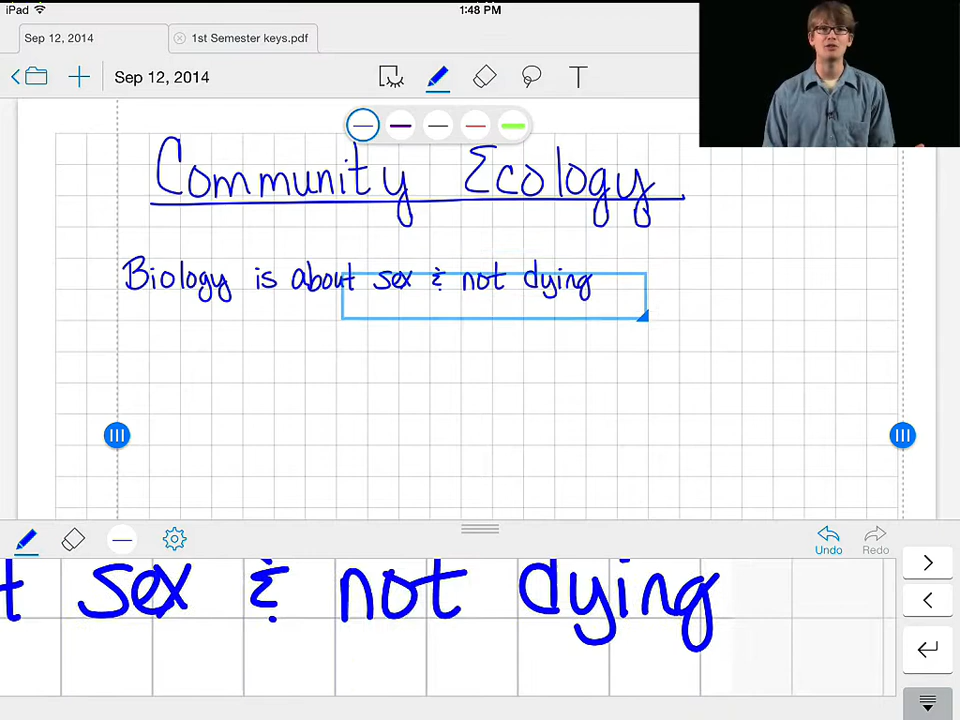 iPad 1:48 PM
Sep 12, 2014 1st Semester keys.pdf
Sep 12, 2014 T
Community Ecology
Biology is about sex & not dying
Undo Redo
t sex & not dying